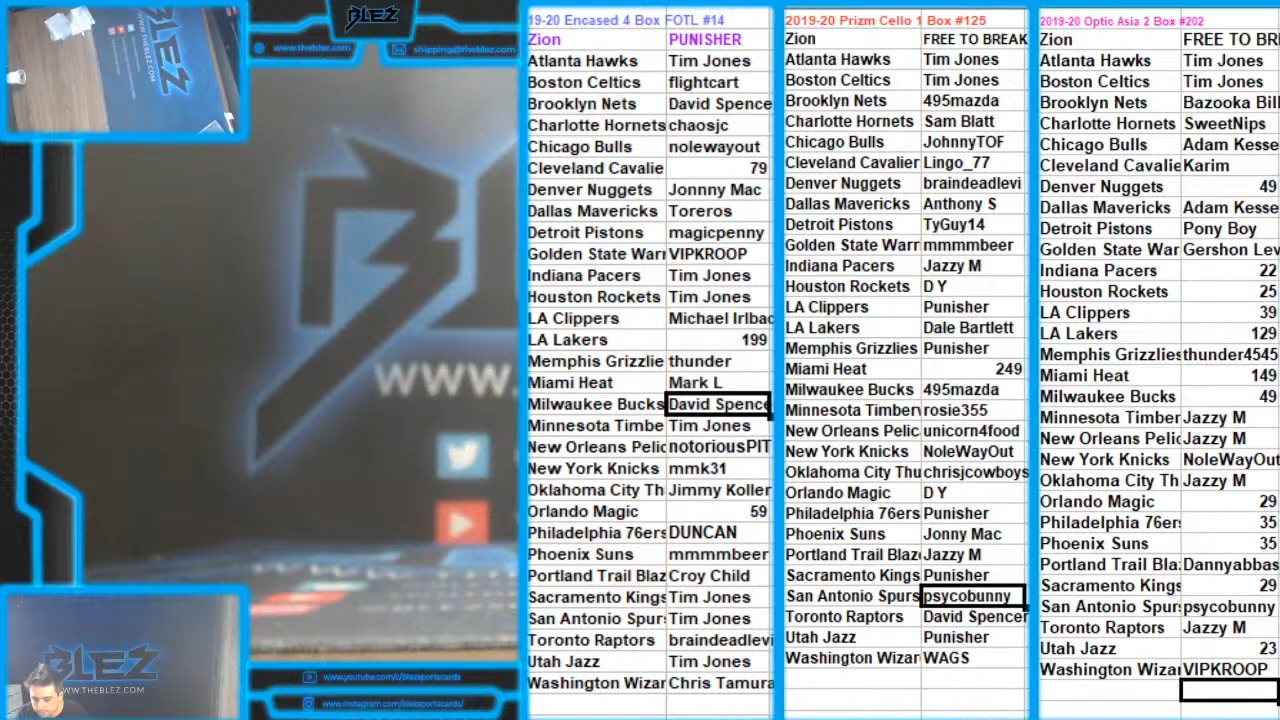 BLEZ
www.theblez.com
shipping@theblez.com
WWW.
www.youtube.com/c/blezsportscards
www.instagram.com/blezsportscards/
BLEZ
WWW.THEBLEZ.COM
19-20 Encased 4 Box FOTL #14
Zion PUNISHER
Atlanta Hawks Tim Jones
Boston Celtics flightcart
Brooklyn Nets David Spence
Charlotte Hornets chaosjc
Chicago Bulls nolewayout
Cleveland Cavalie 79
Denver Nuggets Jonnny Mac
Dallas Mavericks Toreros
Detroit Pistons magicpenny
Golden State Warr VIPKROOP
Indiana Pacers Tim Jones
Houston Rockets Tim Jones
LA Clippers Michael Irlbac
LA Lakers 199
Memphis Grizzlie thunder
Miami Heat Mark L
Milwaukee Bucks David Spence
Minnesota Timbe Tim Jones
New Orleans Pelic notoriousPIT
New York Knicks mmk31
Oklahoma City Th Jimmy Koller
Orlando Magic 59
Philadelphia 76ers DUNCAN
Phoenix Suns mmmmbeer
Portland Trail Blaz Croy Child
Sacramento Kings Tim Jones
San Antonio Spurs Tim Jones
Toronto Raptors braindeadlevi
Utah Jazz Tim Jones
Washington Wizar Chris Tamura
2019-20 Prizm Cello 1 Box #125
Zion FREE TO BREAK
Atlanta Hawks Tim Jones
Boston Celtics Tim Jones
Brooklyn Nets 495mazda
Charlotte Hornets Sam Blatt
Chicago Bulls JohnnyTOF
Cleveland Cavalier Lingo_77
Denver Nuggets braindeadlevi
Dallas Mavericks Anthony S
Detroit Pistons TyGuy14
Golden State Warr mmmmbeer
Indiana Pacers Jazzy M
Houston Rockets D Y
LA Clippers Punisher
LA Lakers Dale Bartlett
Memphis Grizzlies Punisher
Miami Heat 249
Milwaukee Bucks 495mazda
Minnesota Timberv rosie355
New Orleans Pelic unicorn4food
New York Knicks NoleWayOut
Oklahoma City Thu chrisjcowboys
Orlando Magic D Y
Philadelphia 76ers Punisher
Phoenix Suns Jonny Mac
Portland Trail Blaze Jazzy M
Sacramento Kings Punisher
San Antonio Spurs psycobunny
Toronto Raptors David Spencer
Utah Jazz Punisher
Washington Wizar WAGS
2019-20 Optic Asia 2 Box #202
Zion FREE TO BR
Atlanta Hawks Tim Jones
Boston Celtics Tim Jones
Brooklyn Nets Bazooka Bill
Charlotte Hornets SweetNips
Chicago Bulls Adam Kesse
Cleveland Cavalie Karim
Denver Nuggets 49
Dallas Mavericks Adam Kesse
Detroit Pistons Pony Boy
Golden State War Gershon Lev
Indiana Pacers 22
Houston Rockets 25
LA Clippers 39
LA Lakers 129
Memphis Grizzlies thunder4545
Miami Heat 149
Milwaukee Bucks 49
Minnesota Timber Jazzy M
New Orleans Pelic Jazzy M
New York Knicks NoleWayOut
Oklahoma City Th Jazzy M
Orlando Magic 29
Philadelphia 76ers 35
Phoenix Suns 35
Portland Trail Bla Dannyabbas
Sacramento Kings 29
San Antonio Spurs psycobunny
Toronto Raptors Jazzy M
Utah Jazz 23
Washington Wizar VIPKROOP